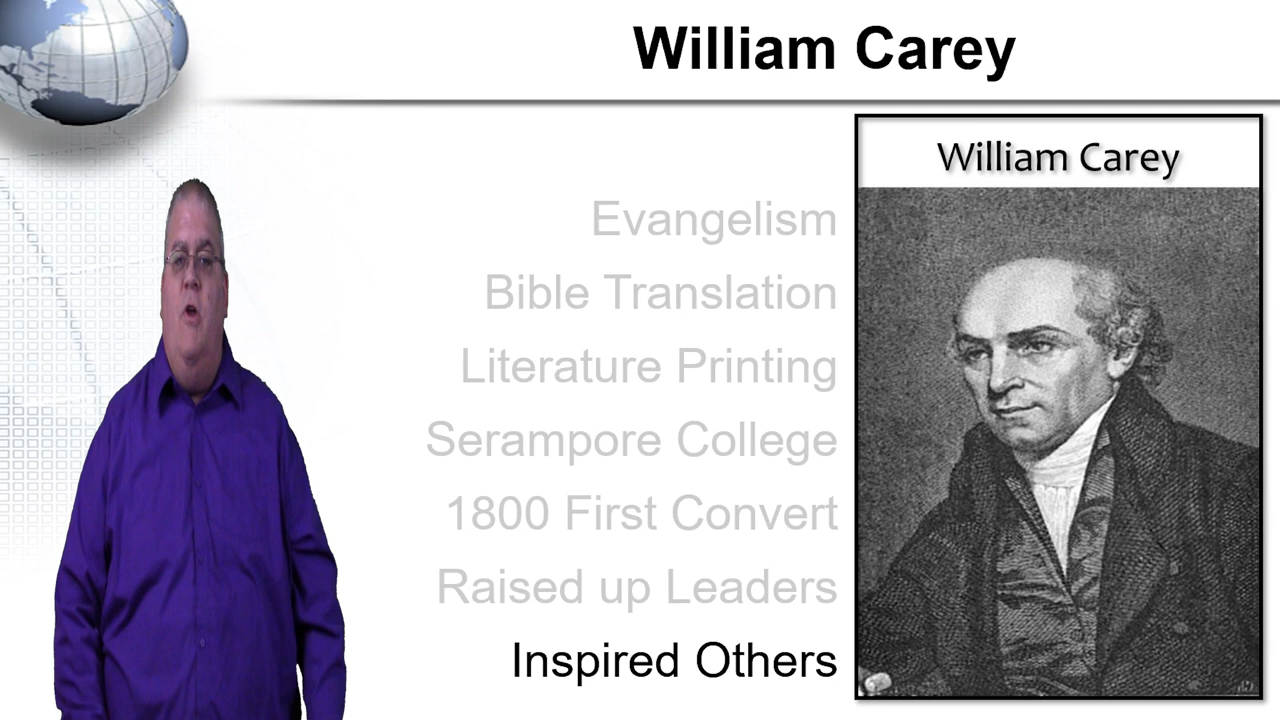 William Carey
William Carey
Evangelism
Bible Translation
Literature Printing
Serampore College
1800 First Convert
Raised up Leaders
Inspired Others